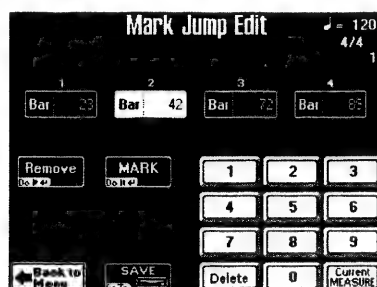 Mark Jump Edit
♩= 120
4/4
1
1 2 3 4
Bar 23 Bar 42 Bar 72 Bar 85
Remove MARK 1 2 3
4 5 6
7 8 9
Back to Menu SAVE Delete 0 Current MEASURE